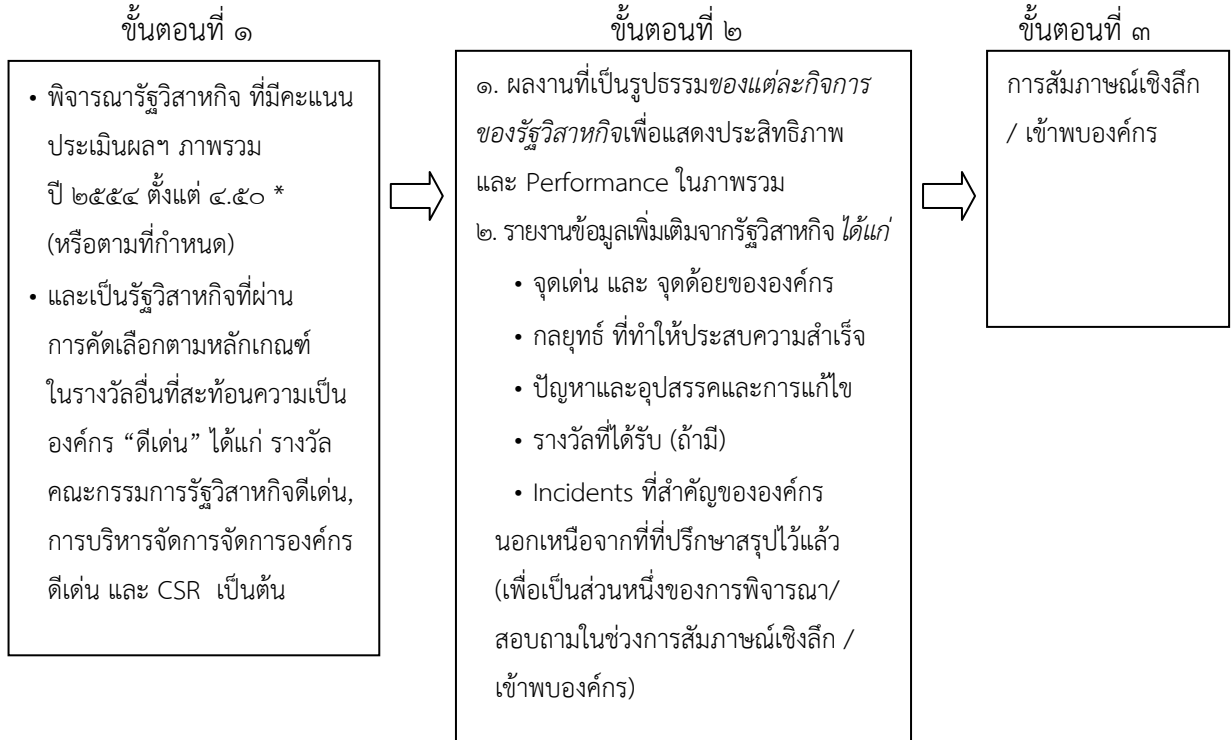 ขั้นตอนที่ ๑
• พิจารณารัฐวิสาหกิจ ที่มีคะแนน
ประเมินผลฯ ภาพรวม
ปี ๒๕๕๔ ตั้งแต่ ๔.๕๐ *
(หรือตามที่กำหนด)
• และเป็นรัฐวิสาหกิจที่ผ่าน
การคัดเลือกตามหลักเกณฑ์
ในรางวัลอื่นที่สะท้อนความเป็น
องค์กร “ดีเด่น” ได้แก่ รางวัล
คณะกรรมการรัฐวิสาหกิจดีเด่น,
การบริหารจัดการจัดการองค์กร
ดีเด่น และ CSR เป็นต้น
ขั้นตอนที่ ๒
๑. ผลงานที่เป็นรูปธรรมของแต่ละกิจการ
ของรัฐวิสาหกิจเพื่อแสดงประสิทธิภาพ
และ Performance ในภาพรวม
๒. รายงานข้อมูลเพิ่มเติมจากรัฐวิสาหกิจ ได้แก่
• จุดเด่น และ จุดด้อยขององค์กร
• กลยุทธ์ ที่ทำให้ประสบความสำเร็จ
• ปัญหาและอุปสรรคและการแก้ไข
• รางวัลที่ได้รับ (ถ้ามี)
• Incidents ที่สำคัญขององค์กร
นอกเหนือจากที่ที่ปรึกษาสรุปไว้แล้ว
(เพื่อเป็นส่วนหนึ่งของการพิจารณา/
สอบถามในช่วงการสัมภาษณ์เชิงลึก /
เข้าพบองค์กร)
ขั้นตอนที่ ๓
การสัมภาษณ์เชิงลึก
/ เข้าพบองค์กร